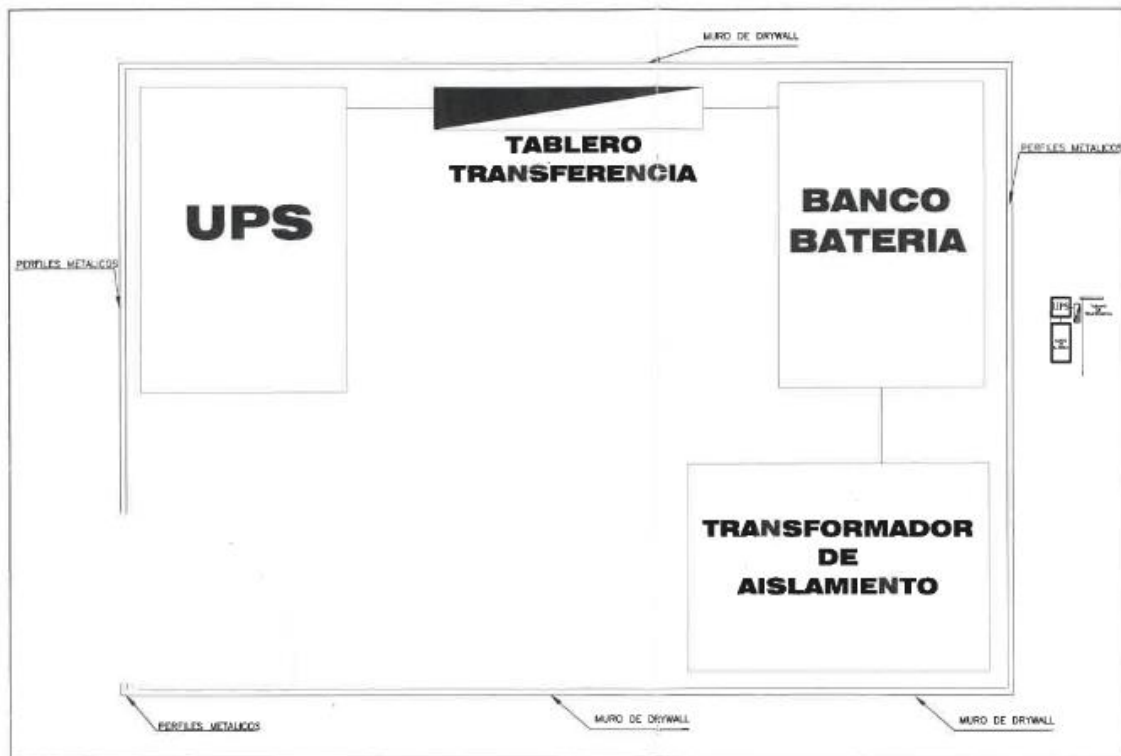 MURO DE DRYWALL
TABLERO
TRANSFERENCIA
PERFILES METALICOS
UPS
BANCO
BATERIA
PERFILES METALICOS
UPS
TRANSFORMADOR
DE
AISLAMIENTO
PERFILES METALICOS
MURO DE DRYWALL
MURO DE DRYWALL